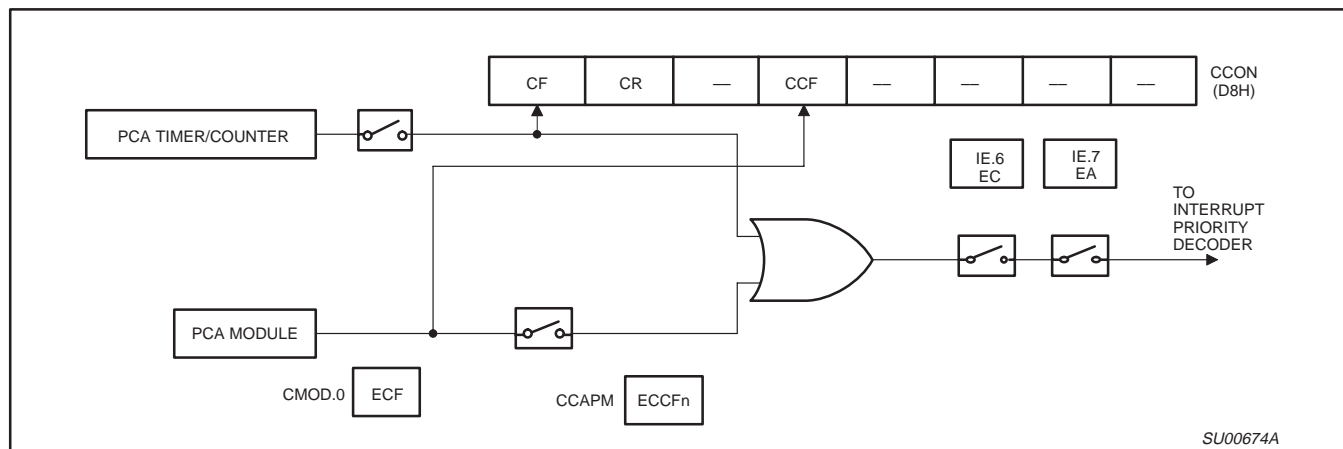 CF CR — CCF — — — — CCON
(D8H)
PCA TIMER/COUNTER
IE.6
EC
IE.7
EA
TO
INTERRUPT
PRIORITY
DECODER
PCA MODULE
CMOD.0 ECF
CCAPM ECCFn
SU00674A